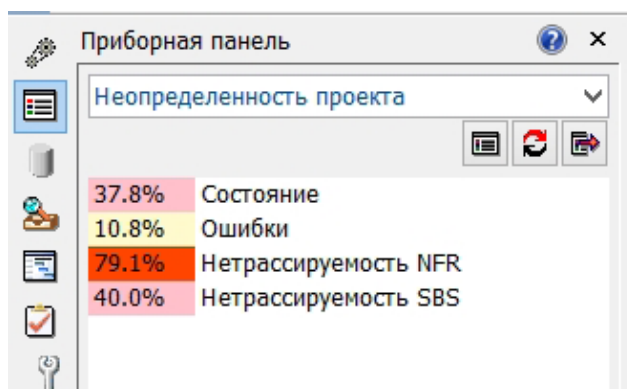 Приборная панель
Неопределенность проекта
37.8% Состояние
10.8% Ошибки
79.1% Нетрассируемость NFR
40.0% Нетрассируемость SBS